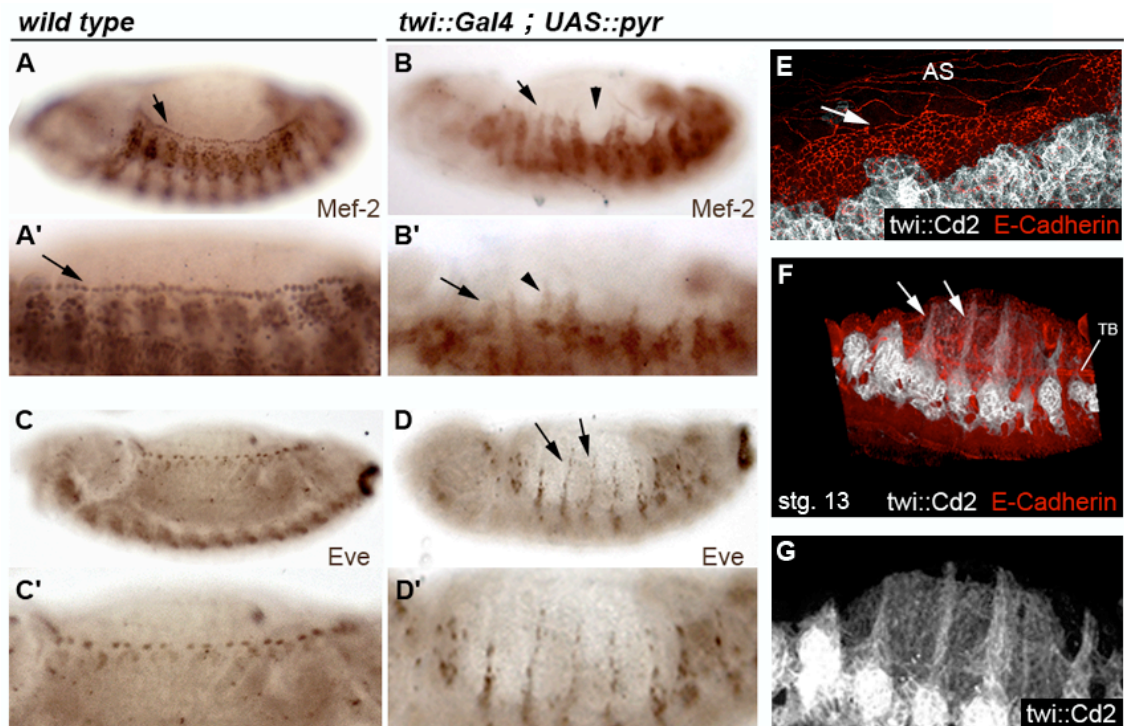 wild type
twi::Gal4 ; UAS::pyr
A
Mef-2
B
Mef-2
A'
B'
C
Eve
D
Eve
C'
D'
E
AS
twi::Cd2 E-Cadherin
F
TB
stg. 13 twi::Cd2 E-Cadherin
G
twi::Cd2